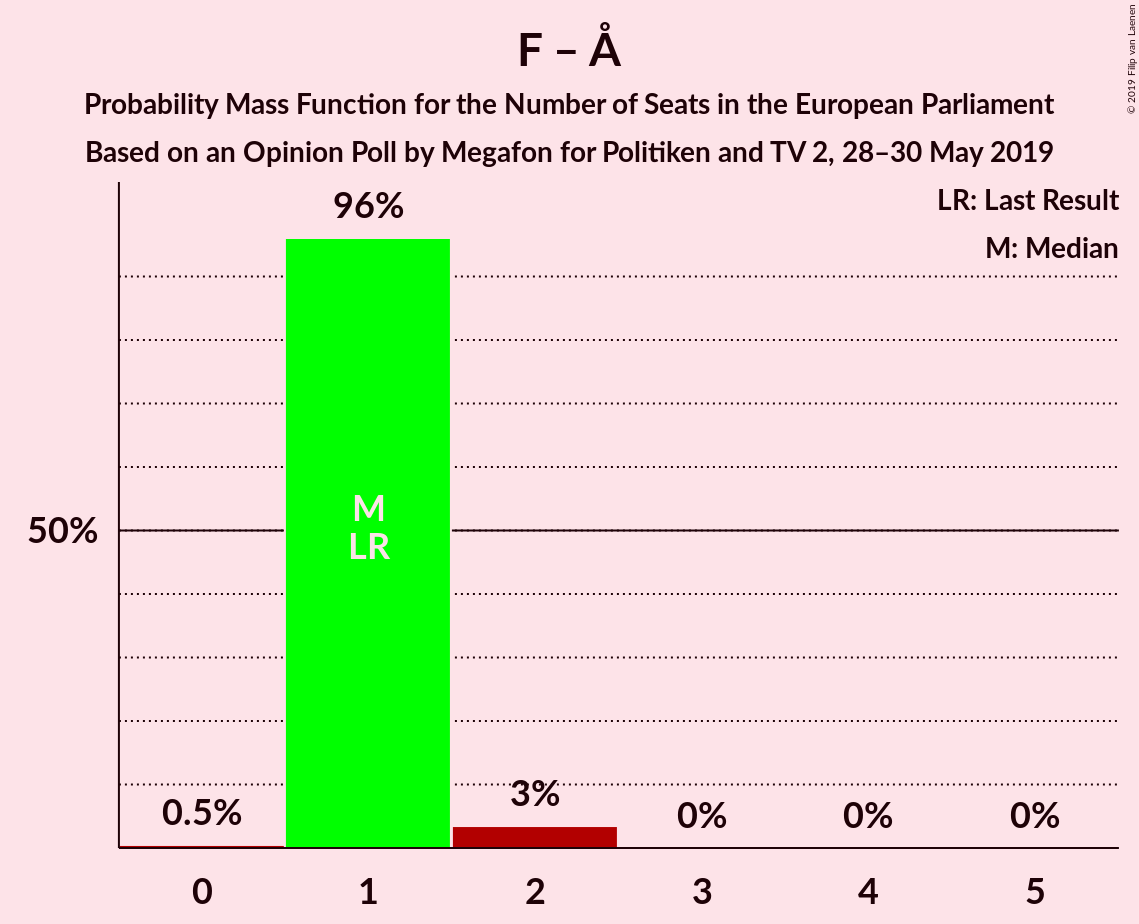 F – Å
Probability Mass Function for the Number of Seats in the European Parliament
Based on an Opinion Poll by Megafon for Politiken and TV 2, 28–30 May 2019
© 2019 Filip van Laenen
LR: Last Result
M: Median
96%
50%
M
LR
0.5%
3%
0%
0%
0%
0
1
2
3
4
5